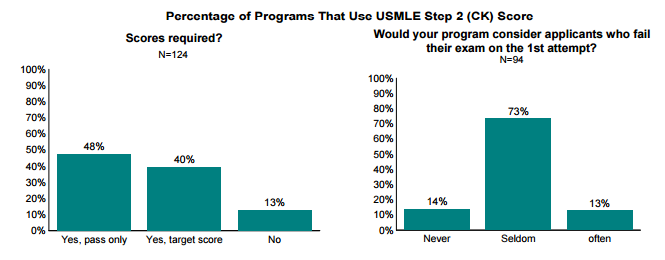 Percentage of Programs That Use USMLE Step 2 (CK) Score
Scores required?
N=124
100%
90%
80%
70%
60%
50%
40%
30%
20%
10%
0%
48%
40%
13%
Yes, pass only
Yes, target score
No
Would your program consider applicants who fail
their exam on the 1st attempt?
N=94
100%
90%
80%
70%
60%
50%
40%
30%
20%
10%
0%
14%
73%
13%
Never
Seldom
often